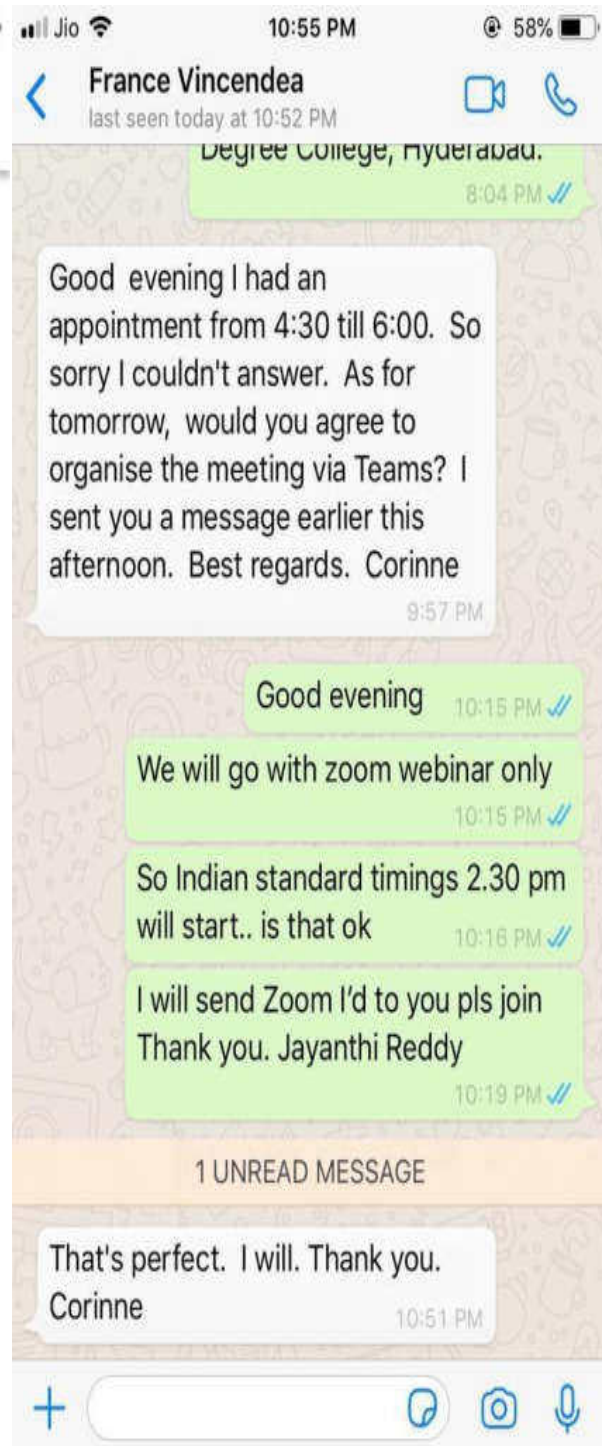 Jio 10:55 PM 58%
France Vincendea
last seen today at 10:52 PM
Degree College, Hyderabad.
8:04 PM
Good evening I had an
appointment from 4:30 till 6:00. So
sorry I couldn't answer. As for
tomorrow, would you agree to
organise the meeting via Teams? I
sent you a message earlier this
afternoon. Best regards. Corinne
9:57 PM
Good evening 10:15 PM
We will go with zoom webinar only
10:15 PM
So Indian standard timings 2.30 pm
will start.. is that ok 10:16 PM
I will send Zoom I'd to you pls join
Thank you. Jayanthi Reddy
10:19 PM
1 UNREAD MESSAGE
That's perfect. I will. Thank you.
Corinne 10:51 PM